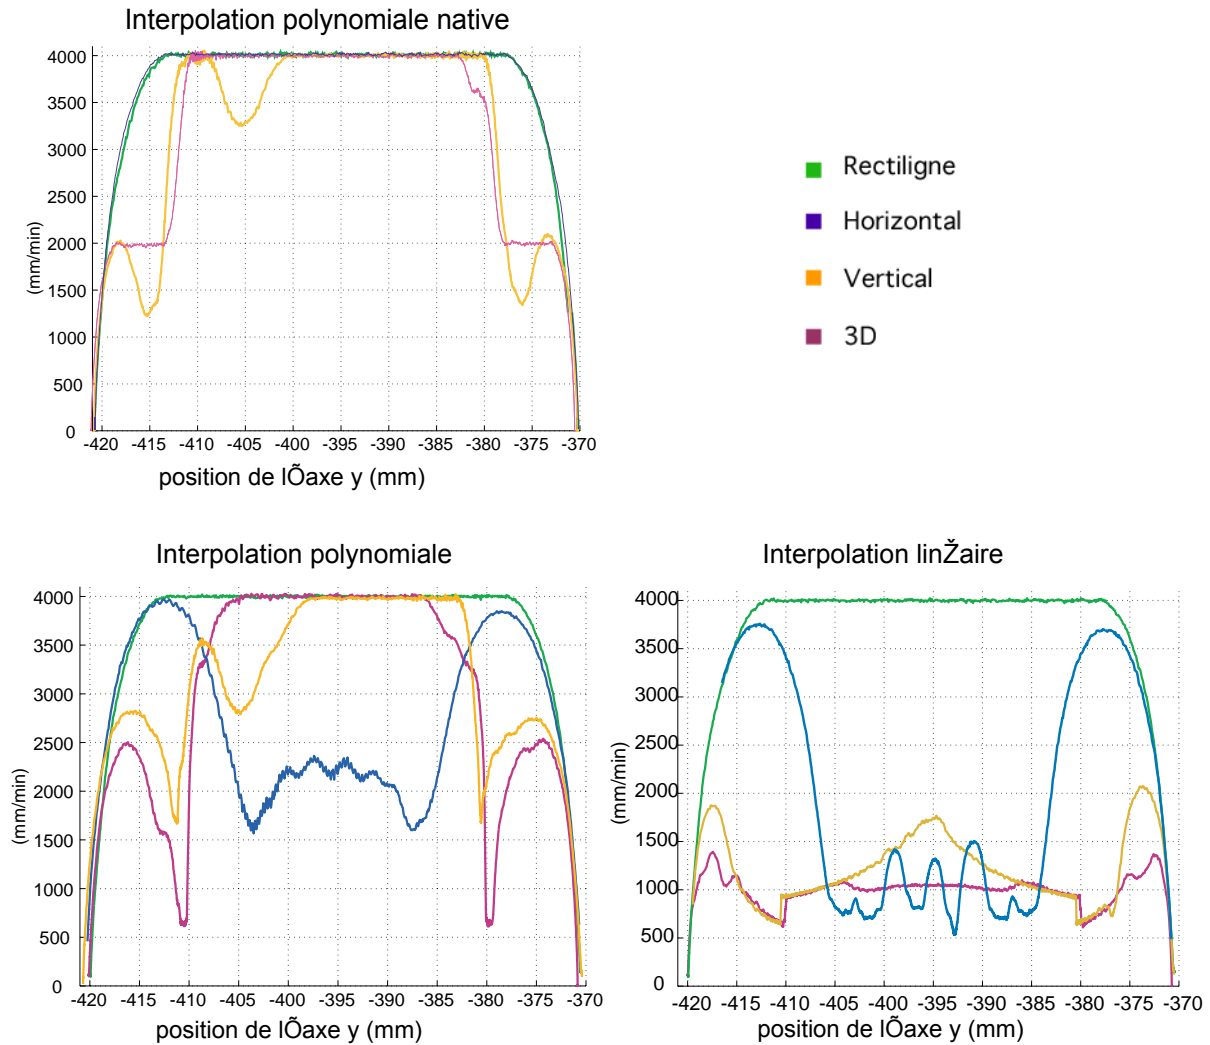 Interpolation polynomiale native
4000
3500
3000
2500
2000
1500
1000
500
0
(mm/min)
-420 -415 -410 -405 -400 -395 -390 -385 -380 -375 -370
position de lÕaxe y (mm)
Rectiligne
Horizontal
Vertical
3D
Interpolation polynomiale
4000
3500
3000
2500
2000
1500
1000
500
0
(mm/min)
-420 -415 -410 -405 -400 -395 -390 -385 -380 -375 -370
position de lÕaxe y (mm)
Interpolation linŽaire
4000
3500
3000
2500
2000
1500
1000
500
0
(mm/min)
-420 -415 -410 -405 -400 -395 -390 -385 -380 -375 -370
position de lÕaxe y (mm)